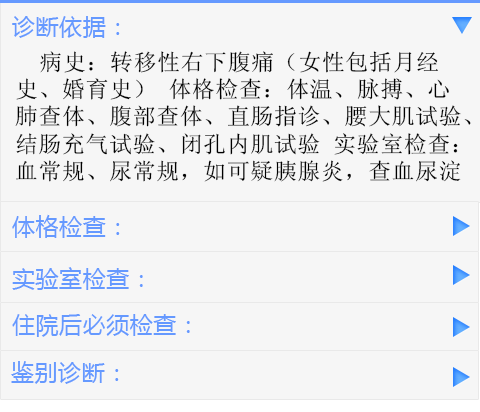 诊断依据：
病史：转移性右下腹痛（女性包括月经
史、婚育史） 体格检查：体温、脉搏、心
肺查体、腹部查体、直肠指诊、腰大肌试验、
结肠充气试验、闭孔内肌试验 实验室检查：
血常规、尿常规，如可疑胰腺炎，查血尿淀
体格检查：
实验室检查：
住院后必须检查：
鉴别诊断：